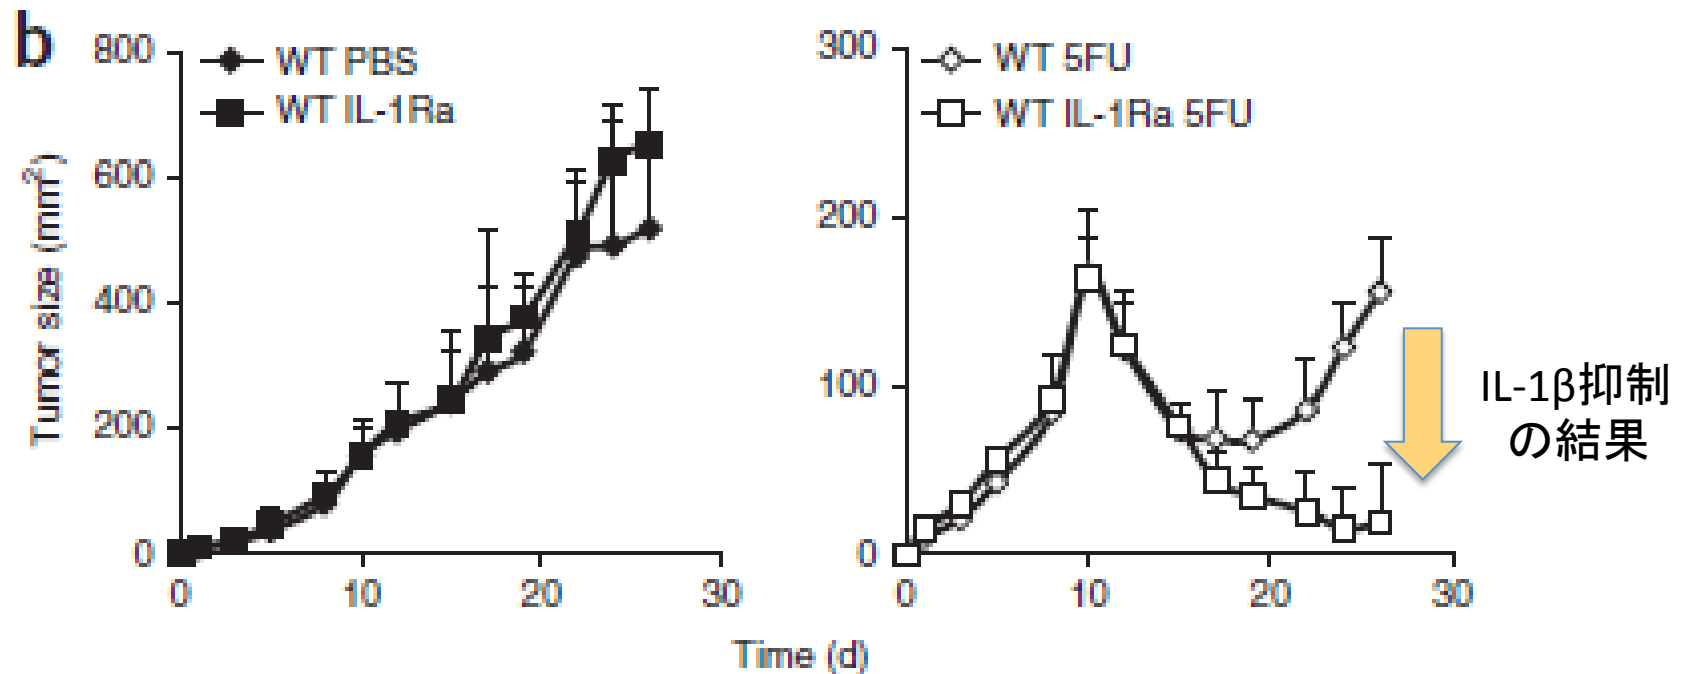 b
800
600
400
200
0
0
10
20
30
WT PBS
WT IL-1Ra
Tumor size (mm²)
300
200
100
0
0
10
20
30
WT 5FU
WT IL-1Ra 5FU
IL-1β抑制
の結果
Time (d)